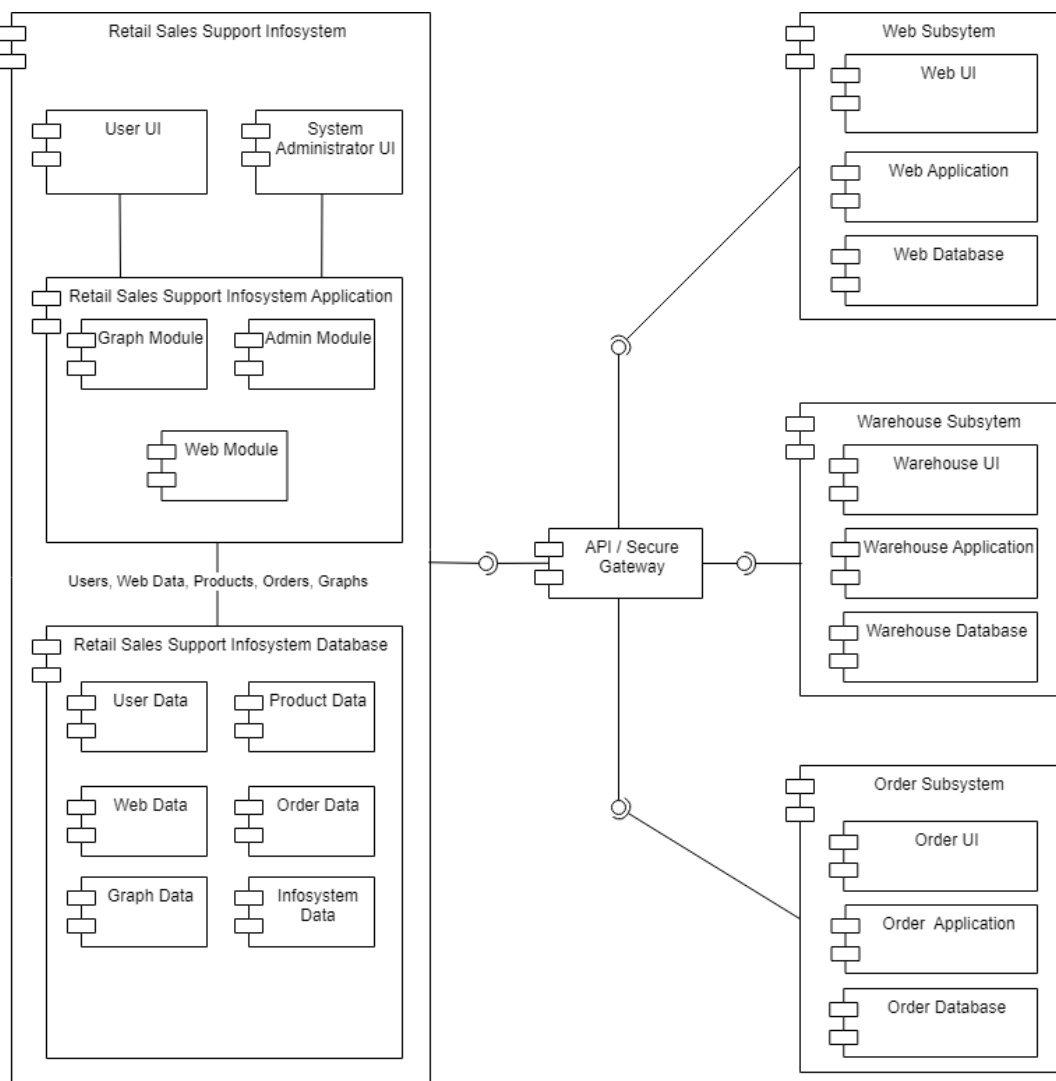 Retail Sales Support Infosystem
User UI
System
Administrator UI
Retail Sales Support Infosystem Application
Graph Module
Admin Module
Web Module
Users, Web Data, Products, Orders, Graphs
Retail Sales Support Infosystem Database
User Data
Product Data
Web Data
Order Data
Graph Data
Infosystem
Data
API / Secure
Gateway
Web Subsytem
Web UI
Web Application
Web Database
Warehouse Subsytem
Warehouse UI
Warehouse Application
Warehouse Database
Order Subsystem
Order UI
Order  Application
Order Database